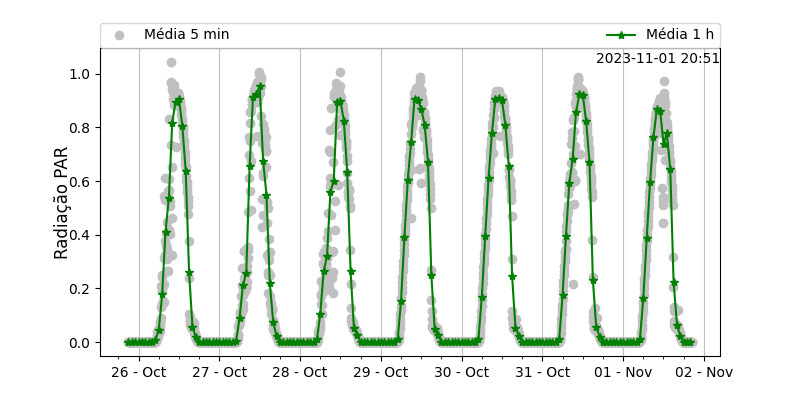 Média 5 min
Média 1 h
2023-11-01 20:51
Radiação PAR
1.0
0.8
0.6
0.4
0.2
0.0
26 - Oct
27 - Oct
28 - Oct
29 - Oct
30 - Oct
31 - Oct
01 - Nov
02 - Nov